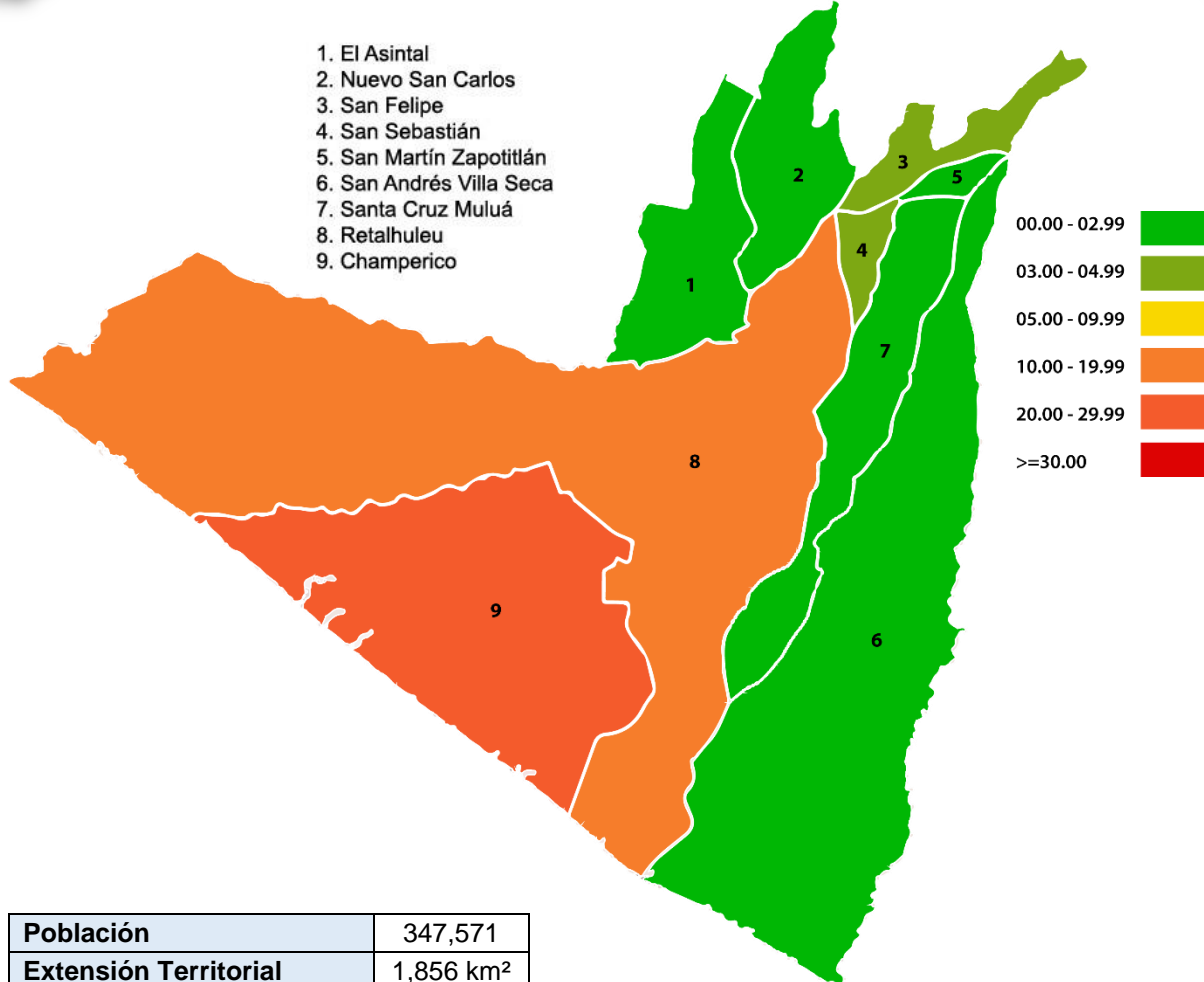 1. El Asintal
2. Nuevo San Carlos
3. San Felipe
4. San Sebastián
5. San Martín Zapotitlán
6. San Andrés Villa Seca
7. Santa Cruz Muluá
8. Retalhuleu
9. Champerico
2
3
5
4
1
7
8
9
6
00.00 - 02.99
03.00 - 04.99
05.00 - 09.99
10.00 - 19.99
20.00 - 29.99
>=30.00
Población 347,571
Extensión Territorial 1,856 km²